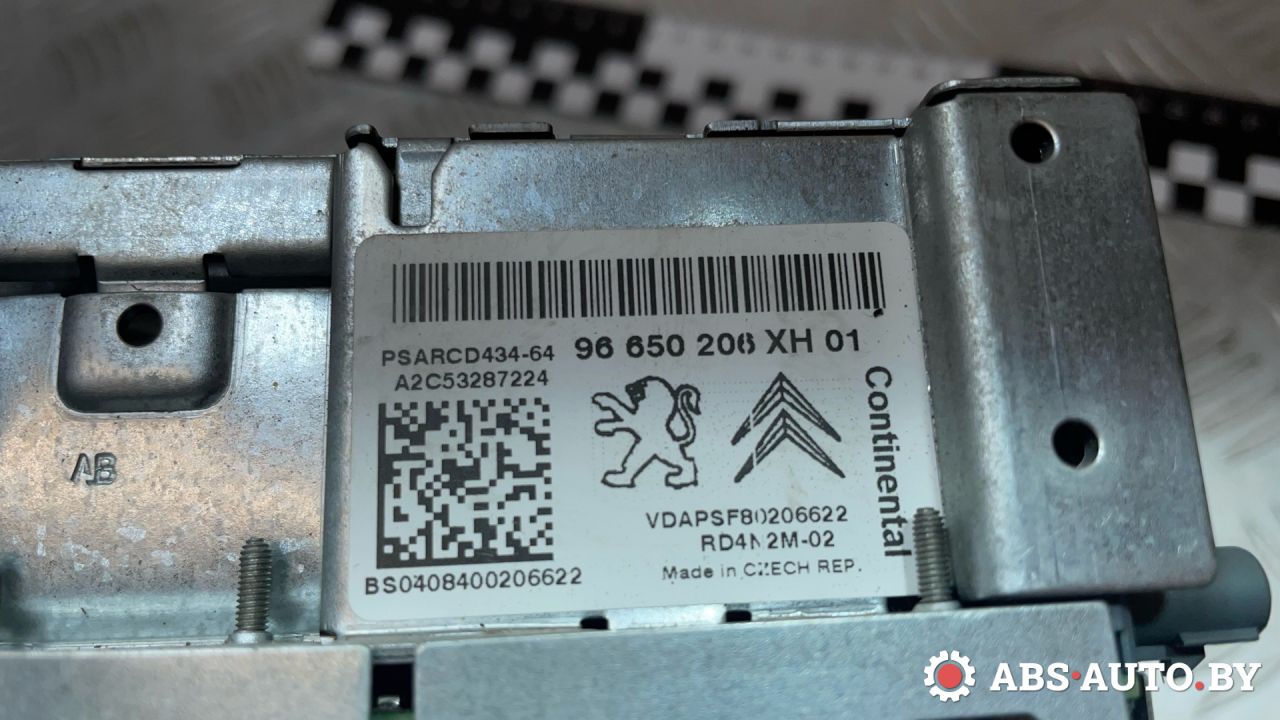 PSARCD434-64 96 650 206 XH 01
A2C53287224
Continental
VDAPSF80206622
RD4N2M-02
Made in CZECH REP.
BS0408400206622
AB
ABS-AUTO.BY